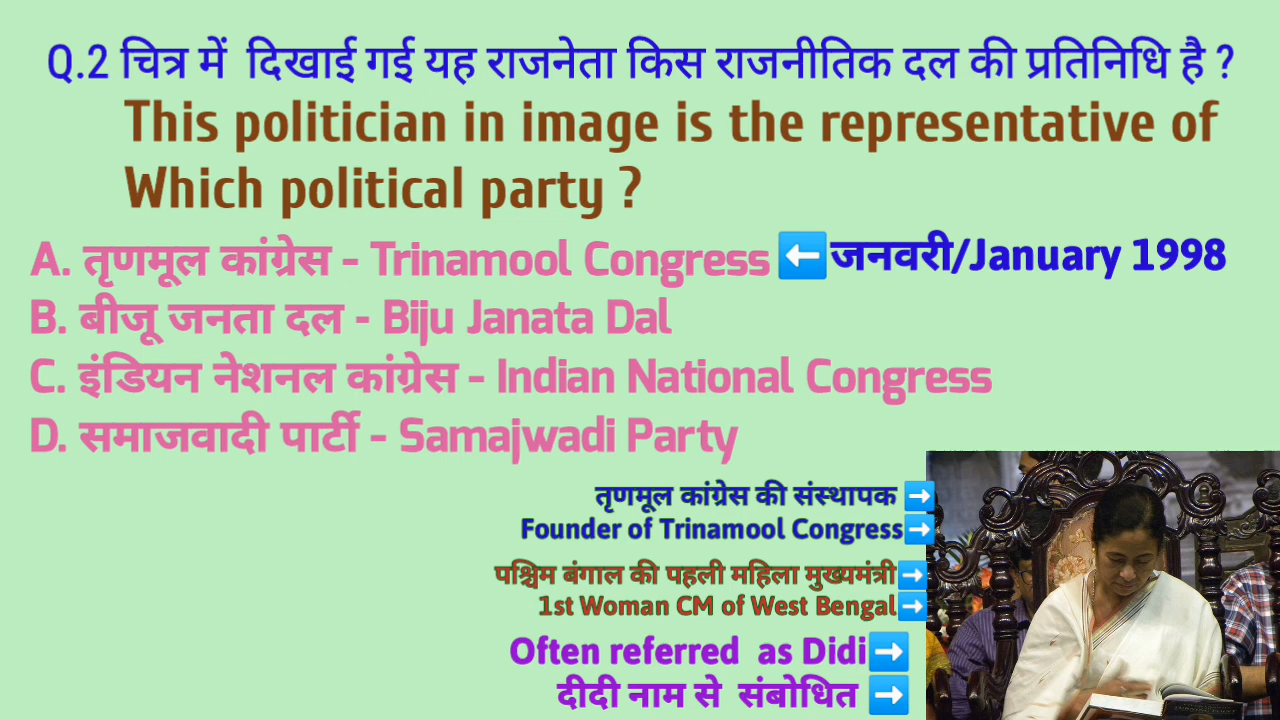 Q.2 चित्र में दिखाई गई यह राजनेता किस राजनीतिक दल की प्रतिनिधि है ?
This politician in image is the representative of
Which political party ?
A. तृणमूल कांग्रेस - Trinamool Congress ⬅️ जनवरी/January 1998
B. बीजू जनता दल - Biju Janata Dal
C. इंडियन नेशनल कांग्रेस - Indian National Congress
D. समाजवादी पार्टी - Samajwadi Party
तृणमूल कांग्रेस की संस्थापक ➡️
Founder of Trinamool Congress ➡️
पश्चिम बंगाल की पहली महिला मुख्यमंत्री ➡️
1st Woman CM of West Bengal ➡️
Often referred as Didi ➡️
दीदी नाम से संबोधित ➡️